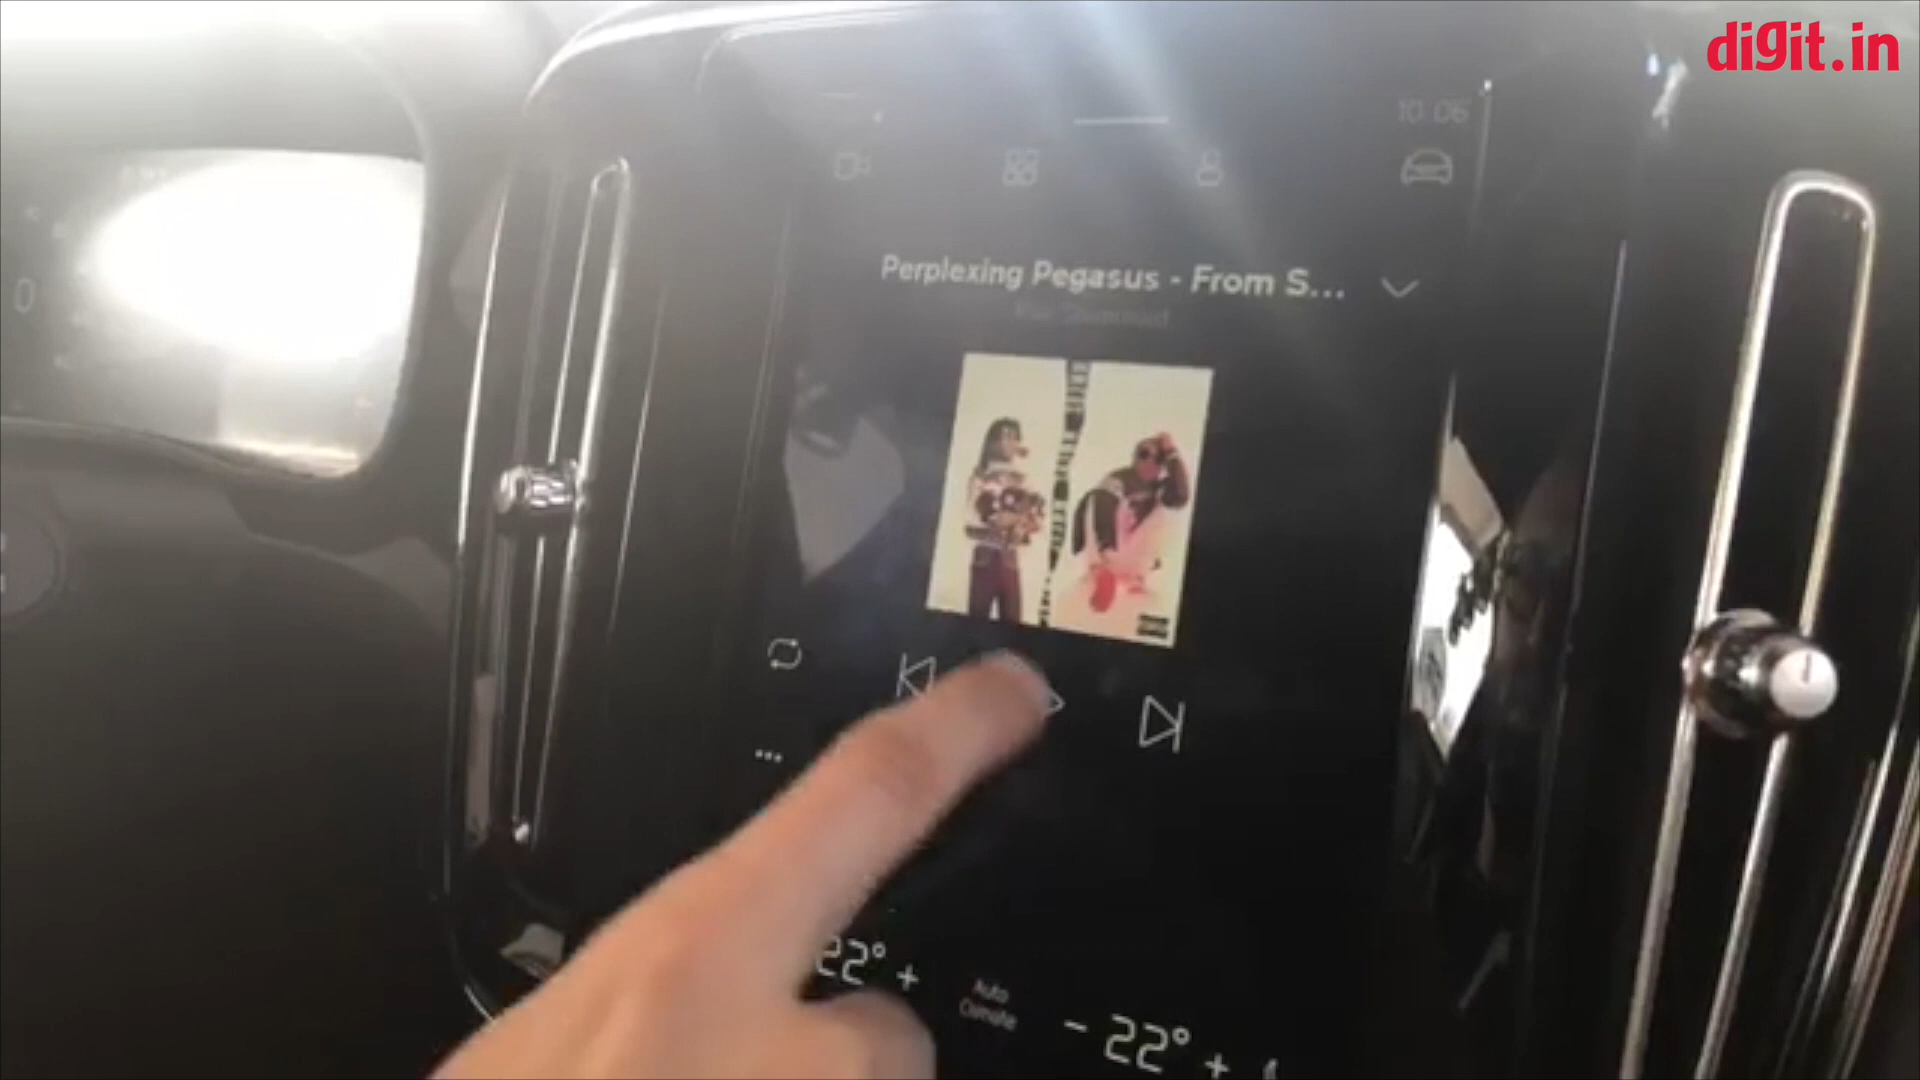 digit.in
10:06
Perplexing Pegasus - From S...
22° +
Auto
Climate
- 22° +